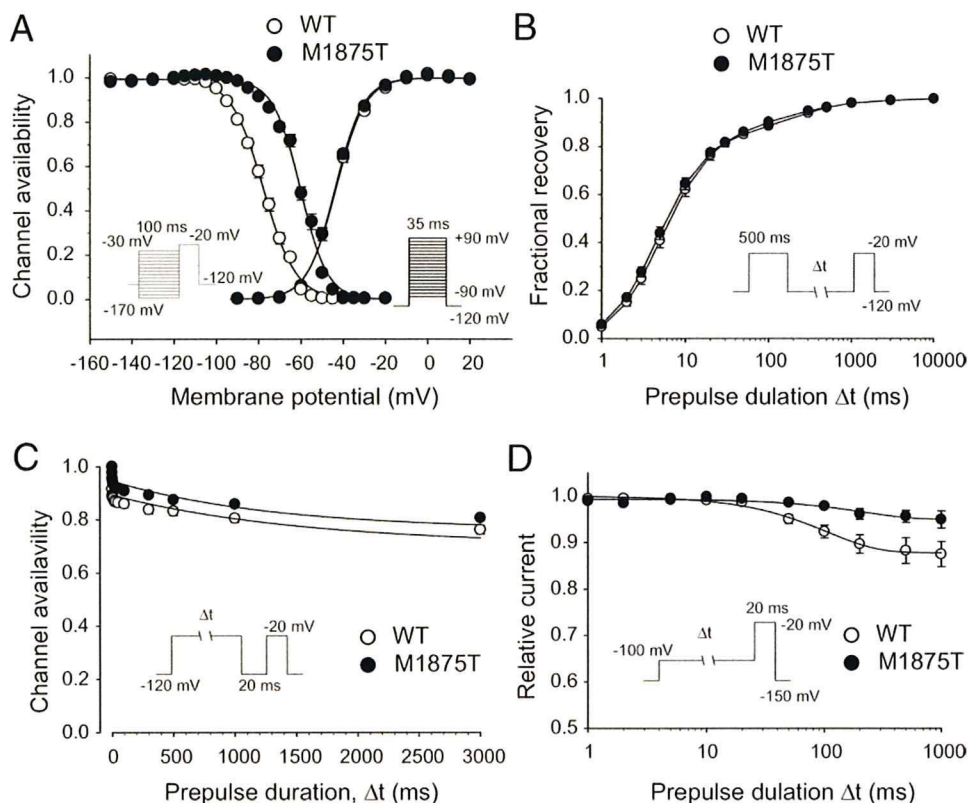 A
WT
M1875T
Channel availability
1.0
0.8
0.6
0.4
0.2
0.0
100 ms
-30 mV
-20 mV
-120 mV
-170 mV
35 ms
+90 mV
-90 mV
-120 mV
-160 -140 -120 -100 -80 -60 -40 -20 0 20
Membrane potential (mV)
B
WT
M1875T
Fractional recovery
1.0
0.8
0.6
0.4
0.2
0.0
500 ms
Δt
-20 mV
-120 mV
1 10 100 1000 10000
Prepulse dulation Δt (ms)
C
Channel availavility
1.0
0.8
0.6
0.4
0.2
0.0
Δt
-20 mV
-120 mV
20 ms
WT
M1875T
0 500 1000 1500 2000 2500 3000
Prepulse duration, Δt (ms)
D
Relative current
1.0
0.9
0.8
0.7
0.6
0.5
20 ms
Δt
-20 mV
-100 mV
-150 mV
WT
M1875T
1 10 100 1000
Prepulse dulation Δt (ms)